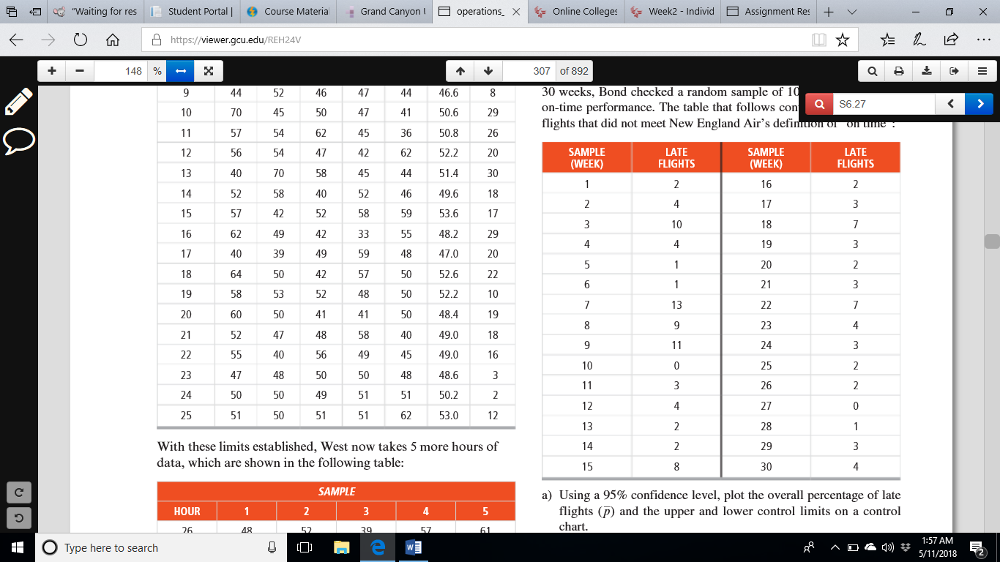 "Waiting for res
Student Portal |
Course Material
Grand Canyon U
operations_
Online Colleges
Week2 - Individ
Assignment Res
https://viewer.gcu.edu/REH24V
148 %
307 of 892
S6.27
9 44 52 46 47 44 46.6 8
10 70 45 50 47 41 50.6 29
11 57 54 62 45 36 50.8 26
12 56 54 47 42 62 52.2 20
13 40 70 58 45 44 51.4 30
14 52 58 40 52 46 49.6 18
15 57 42 52 58 59 53.6 17
16 62 49 42 33 55 48.2 29
17 40 39 49 59 48 47.0 20
18 64 50 42 57 50 52.6 22
19 58 53 52 48 50 52.2 10
20 60 50 41 41 50 48.4 19
21 52 47 48 58 40 49.0 18
22 55 40 56 49 45 49.0 16
23 47 48 50 50 48 48.6 3
24 50 50 49 51 51 50.2 2
25 51 50 51 51 62 53.0 12
With these limits established, West now takes 5 more hours of
data, which are shown in the following table:
SAMPLE
HOUR 1 2 3 4 5
26 48 52 39 57 61
30 weeks, Bond checked a random sample of 10
on-time performance. The table that follows con
flights that did not meet New England Air's definition of "on time":
SAMPLE (WEEK) LATE FLIGHTS SAMPLE (WEEK) LATE FLIGHTS
1 2 16 2
2 4 17 3
3 10 18 7
4 4 19 3
5 1 20 2
6 1 21 3
7 13 22 7
8 9 23 4
9 11 24 3
10 0 25 2
11 3 26 2
12 4 27 0
13 2 28 1
14 2 29 3
15 8 30 4
a) Using a 95% confidence level, plot the overall percentage of late
flights (p̄) and the upper and lower control limits on a control
chart.
Type here to search
1:57 AM
5/11/2018
2